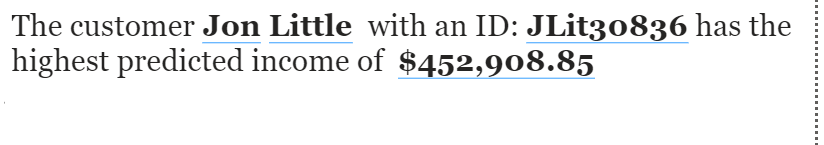 The customer Jon Little with an ID: JLit30836 has the
highest predicted income of $452,908.85